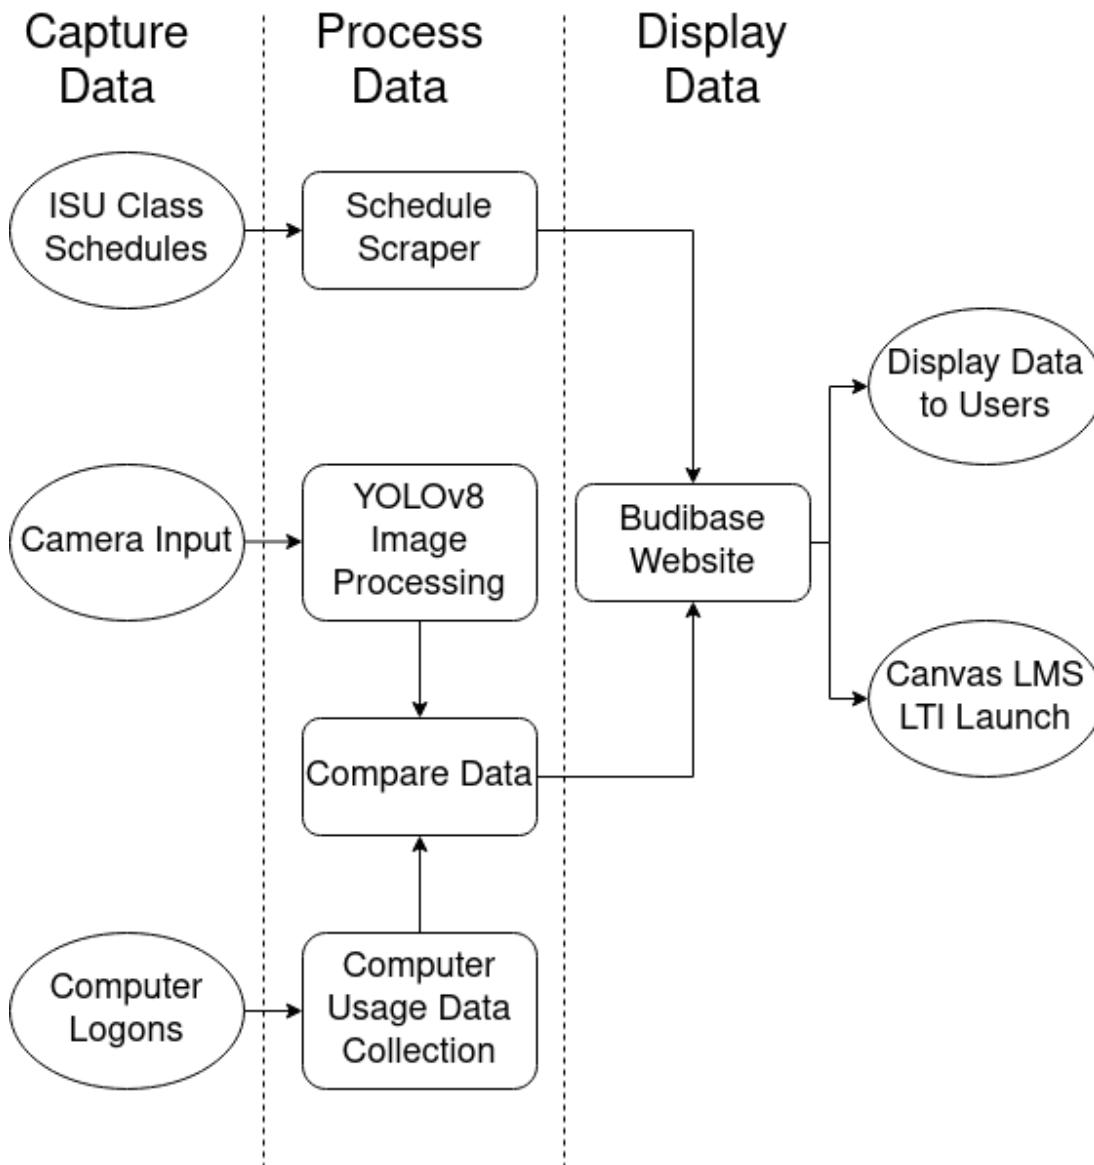 Capture
Data
Process
Data
Display
Data
ISU Class
Schedules
Schedule
Scraper
Display Data
to Users
Camera Input
YOLOv8
Image
Processing
Budibase
Website
Canvas LMS
LTI Launch
Compare Data
Computer
Logons
Computer
Usage Data
Collection